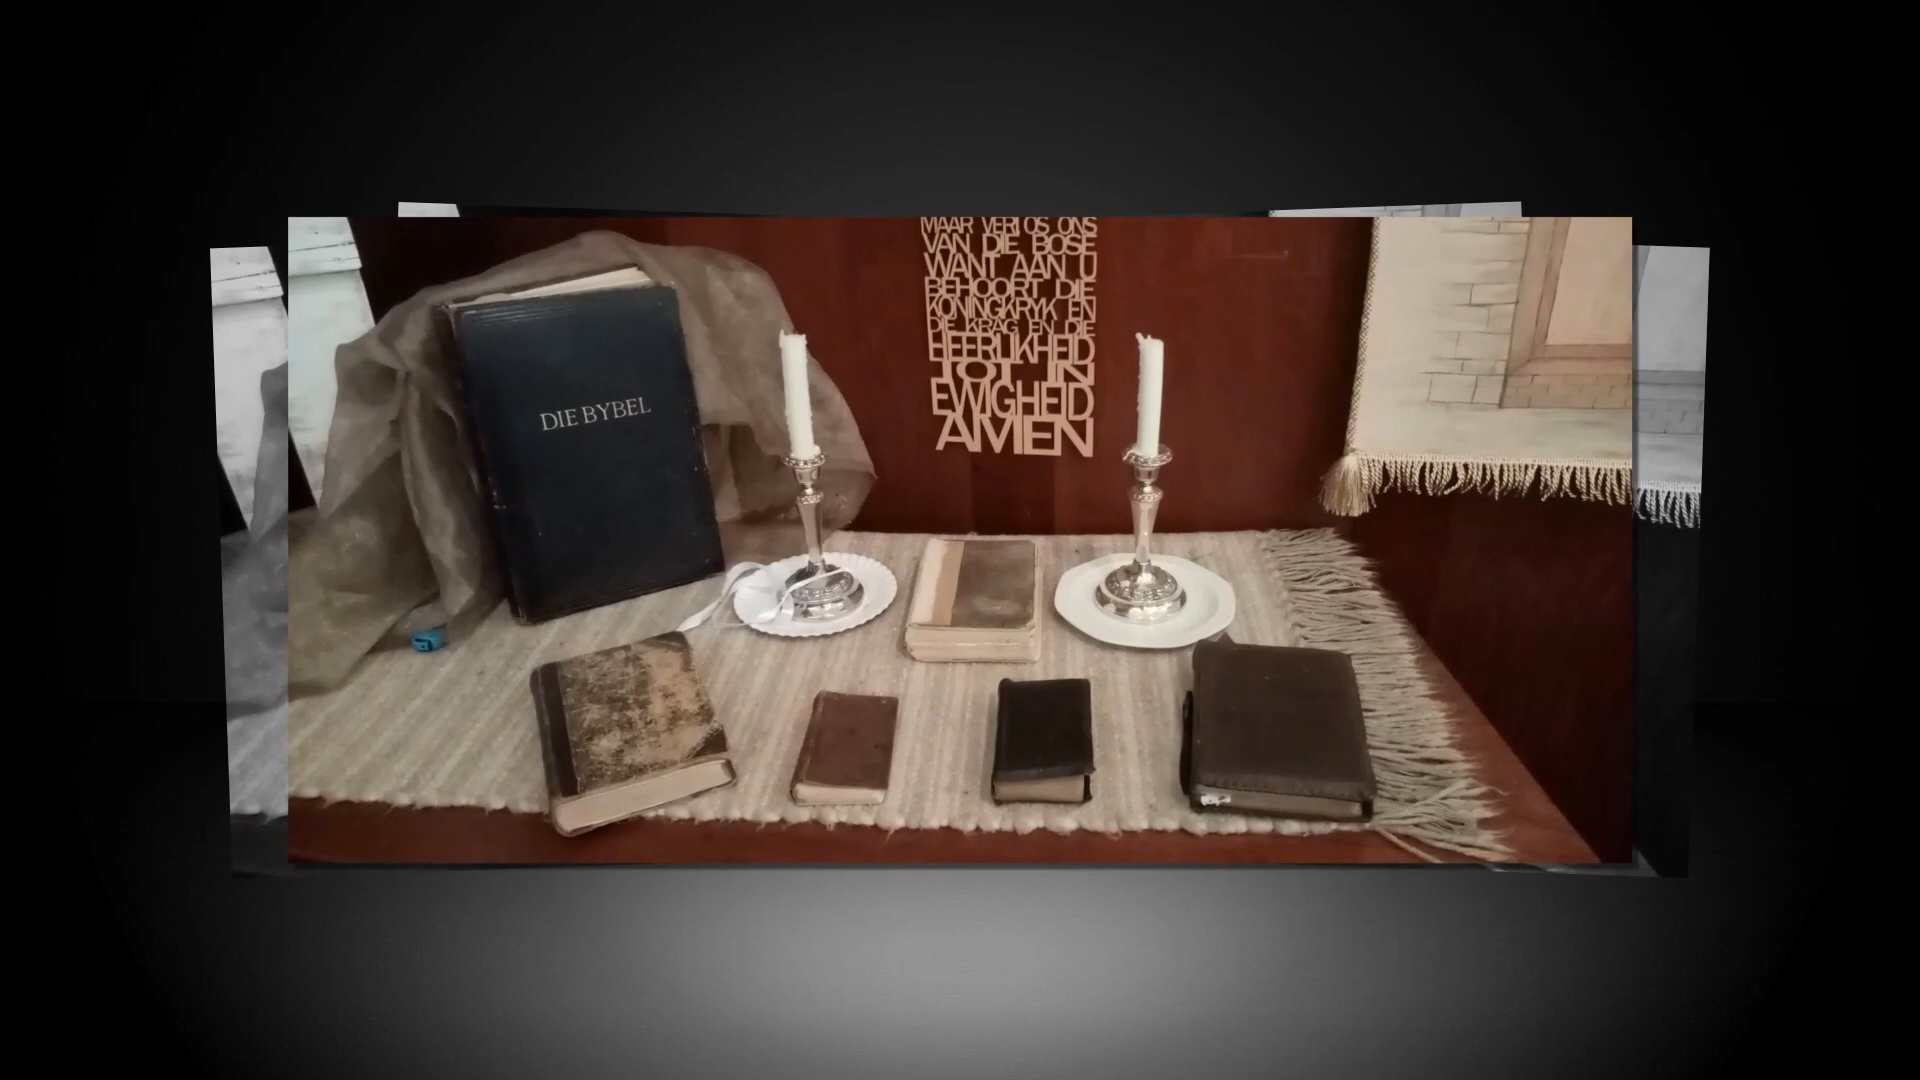 DIE BYBEL
MAAR VERLOS ONS
VAN DIE BOSE
WANT AAN U
BEHOORT DIE
KONINGKRYK EN
DIE KRAG EN DIE
HEERLIKHEID
TOT IN
EWIGHEID
AMEN